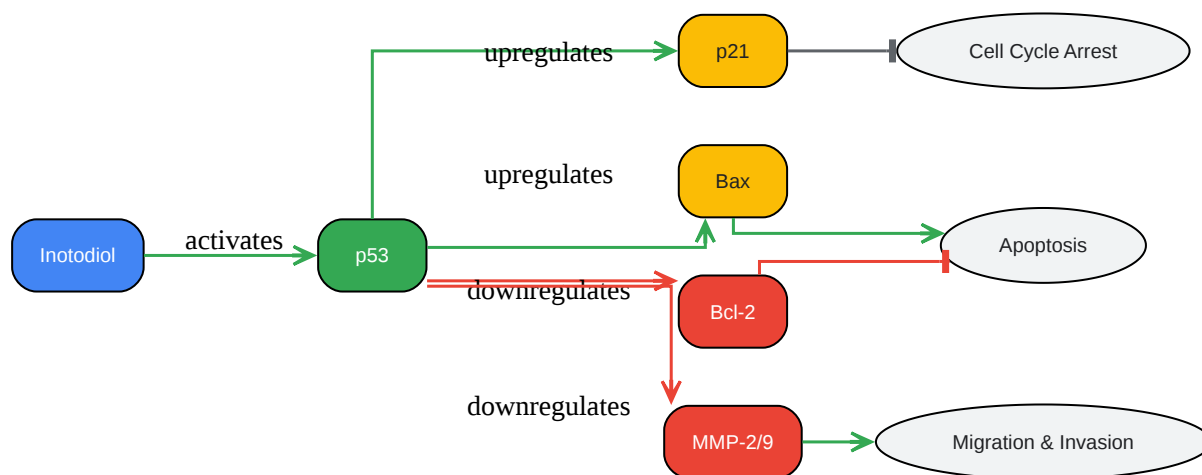 upregulates
p21
Cell Cycle Arrest
upregulates
Bax
Inotodiol
activates
p53
Apoptosis
downregulates
Bcl-2
downregulates
MMP-2/9
Migration & Invasion